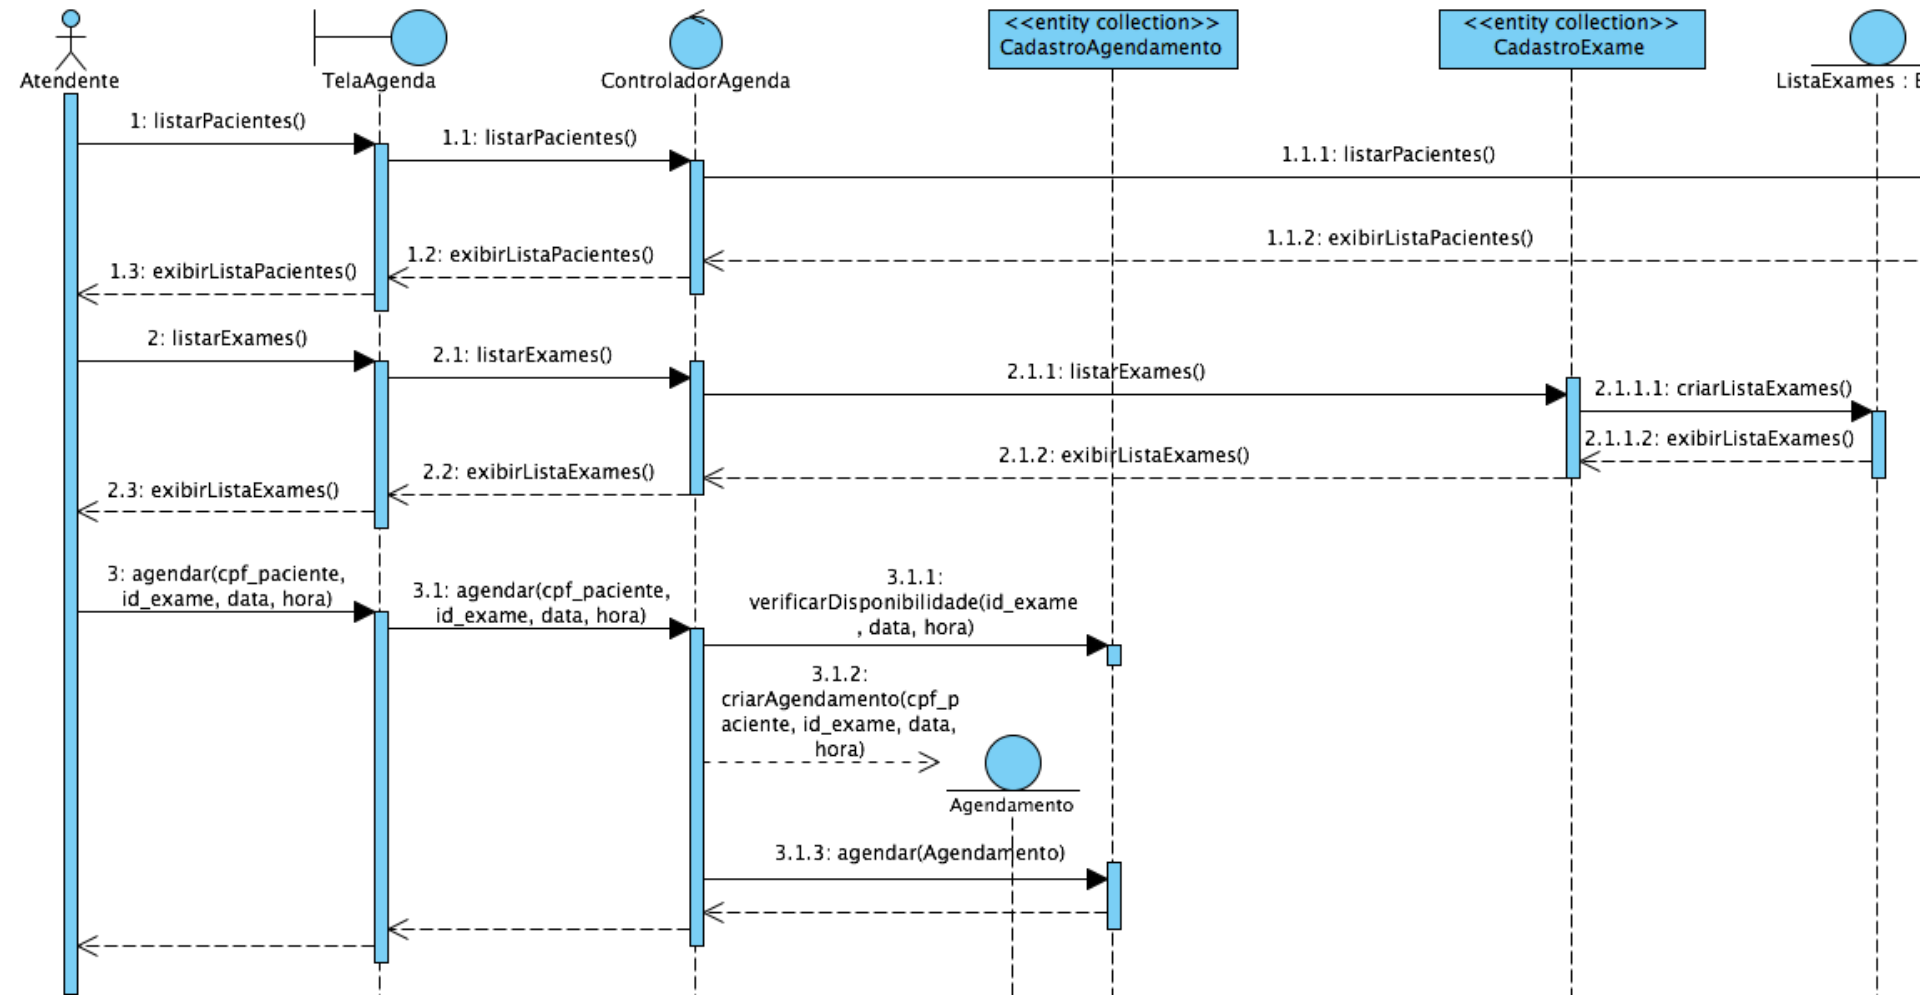 <<entity collection>>
CadastroAgendamento
<<entity collection>>
CadastroExame
Atendente
TelaAgenda
ControladorAgenda
ListaExames :
1: listarPacientes()
1.1: listarPacientes()
1.1.1: listarPacientes()
1.1.2: exibirListaPacientes()
1.2: exibirListaPacientes()
1.3: exibirListaPacientes()
2: listarExames()
2.1: listarExames()
2.1.1: listarExames()
2.1.1.1: criarListaExames()
2.1.1.2: exibirListaExames()
2.1.2: exibirListaExames()
2.2: exibirListaExames()
2.3: exibirListaExames()
3: agendar(cpf_paciente,
id_exame, data, hora)
3.1: agendar(cpf_paciente,
id_exame, data, hora)
3.1.1:
verificarDisponibilidade(id_exame
, data, hora)
3.1.2:
criarAgendamento(cpf_p
aciente, id_exame, data,
hora)
Agendamento
3.1.3: agendar(Agendamento)